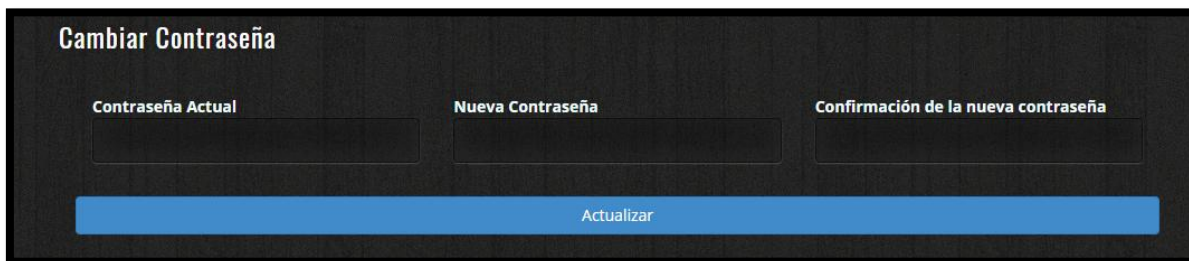 Cambiar Contraseña
Contraseña Actual
Nueva Contraseña
Confirmación de la nueva contraseña
Actualizar